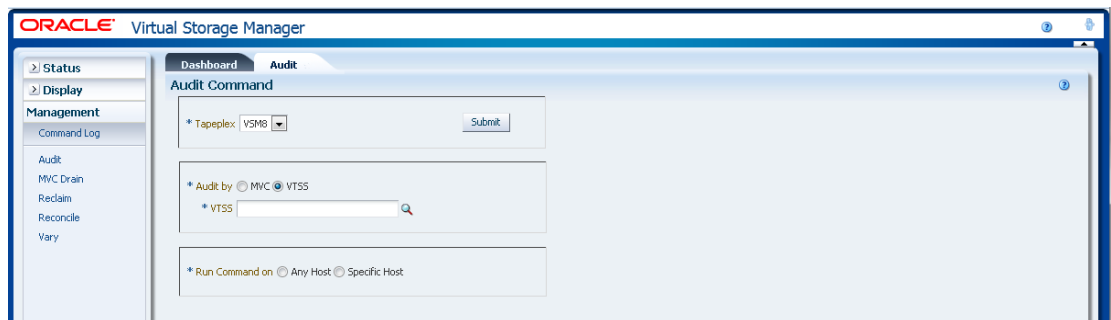 ORACLE Virtual Storage Manager
Status
Display
Management
Command Log
Audit
MVC Drain
Reclaim
Reconcile
Vary
Dashboard Audit
Audit Command
* Tapeplex VSM8 Submit
* Audit by MVC VTSS
* VTSS
* Run Command on Any Host Specific Host